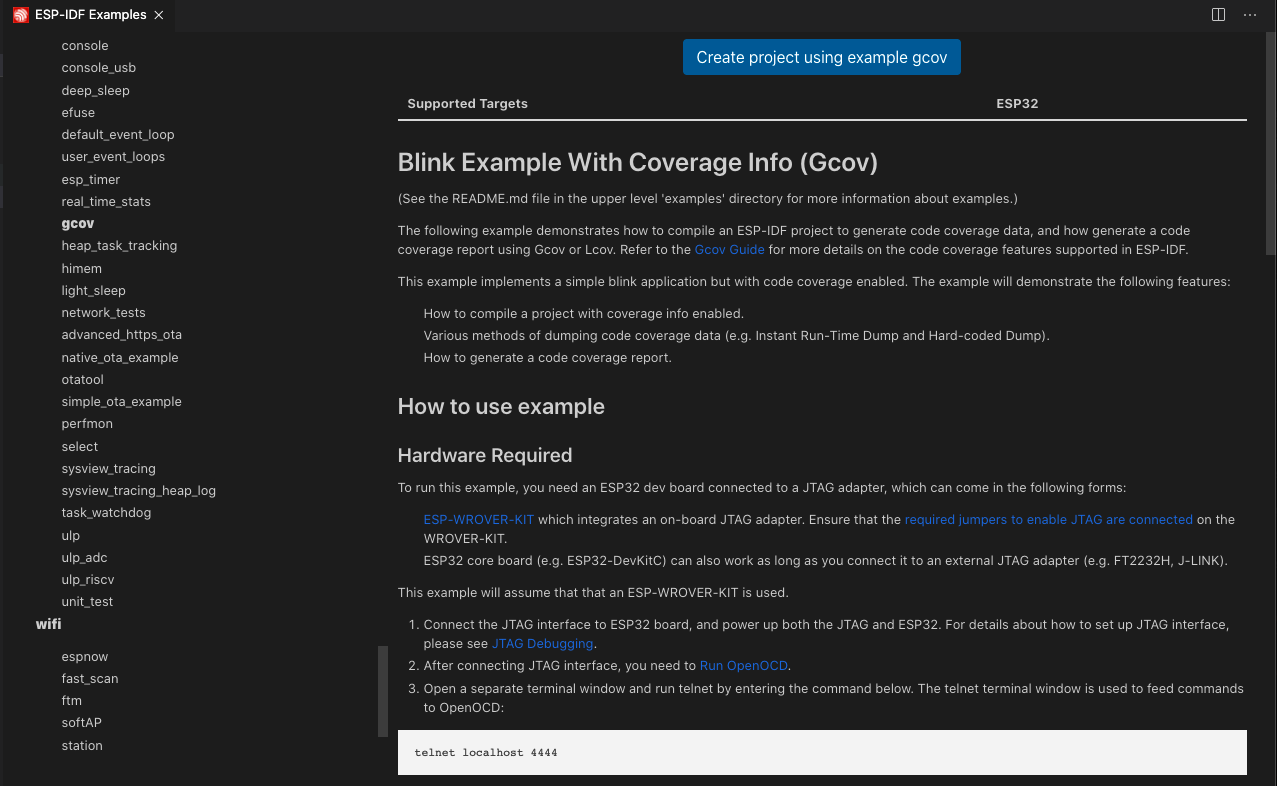 ESP-IDF Examples
console
console_usb
deep_sleep
efuse
default_event_loop
user_event_loops
esp_timer
real_time_stats
gcov
heap_task_tracking
himem
light_sleep
network_tests
advanced_https_ota
native_ota_example
otatool
simple_ota_example
perfmon
select
sysview_tracing
sysview_tracing_heap_log
task_watchdog
ulp
ulp_adc
ulp_riscv
unit_test
wifi
espnow
fast_scan
ftm
softAP
station
Create project using example gcov
Supported Targets ESP32
Blink Example With Coverage Info (Gcov)
(See the README.md file in the upper level 'examples' directory for more information about examples.)
The following example demonstrates how to compile an ESP-IDF project to generate code coverage data, and how generate a code
coverage report using Gcov or Lcov. Refer to the Gcov Guide for more details on the code coverage features supported in ESP-IDF.
This example implements a simple blink application but with code coverage enabled. The example will demonstrate the following features:
How to compile a project with coverage info enabled.
Various methods of dumping code coverage data (e.g. Instant Run-Time Dump and Hard-coded Dump).
How to generate a code coverage report.
How to use example
Hardware Required
To run this example, you need an ESP32 dev board connected to a JTAG adapter, which can come in the following forms:
ESP-WROVER-KIT which integrates an on-board JTAG adapter. Ensure that the required jumpers to enable JTAG are connected on the
WROVER-KIT.
ESP32 core board (e.g. ESP32-DevKitC) can also work as long as you connect it to an external JTAG adapter (e.g. FT2232H, J-LINK).
This example will assume that that an ESP-WROVER-KIT is used.
1. Connect the JTAG interface to ESP32 board, and power up both the JTAG and ESP32. For details about how to set up JTAG interface,
please see JTAG Debugging.
2. After connecting JTAG interface, you need to Run OpenOCD.
3. Open a separate terminal window and run telnet by entering the command below. The telnet terminal window is used to feed commands
to OpenOCD:
telnet localhost 4444